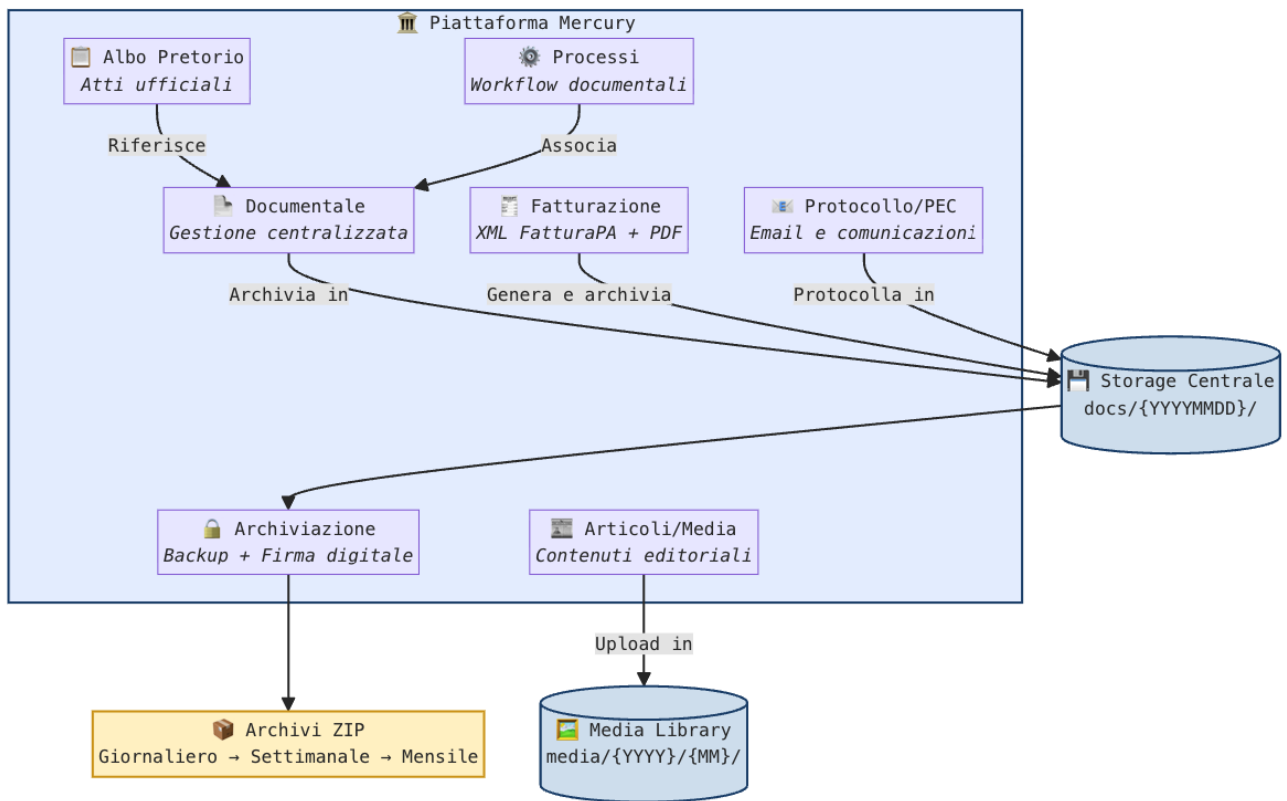 🏛️ Piattaforma Mercury
📋 Albo Pretorio
Atti ufficiali
⚙️ Processi
Workflow documentali
Riferisce
Associa
📄 Documentale
Gestione centralizzata
🧾 Fatturazione
XML FatturaPA + PDF
📧 Protocollo/PEC
Email e comunicazioni
Archivia in
Genera e archivia
Protocolla in
💾 Storage Centrale
docs/{YYYYMMDD}/
🔒 Archiviazione
Backup + Firma digitale
📰 Articoli/Media
Contenuti editoriali
Upload in
📦 Archivi ZIP
Giornaliero → Settimanale → Mensile
🖼️ Media Library
media/{YYYY}/{MM}/